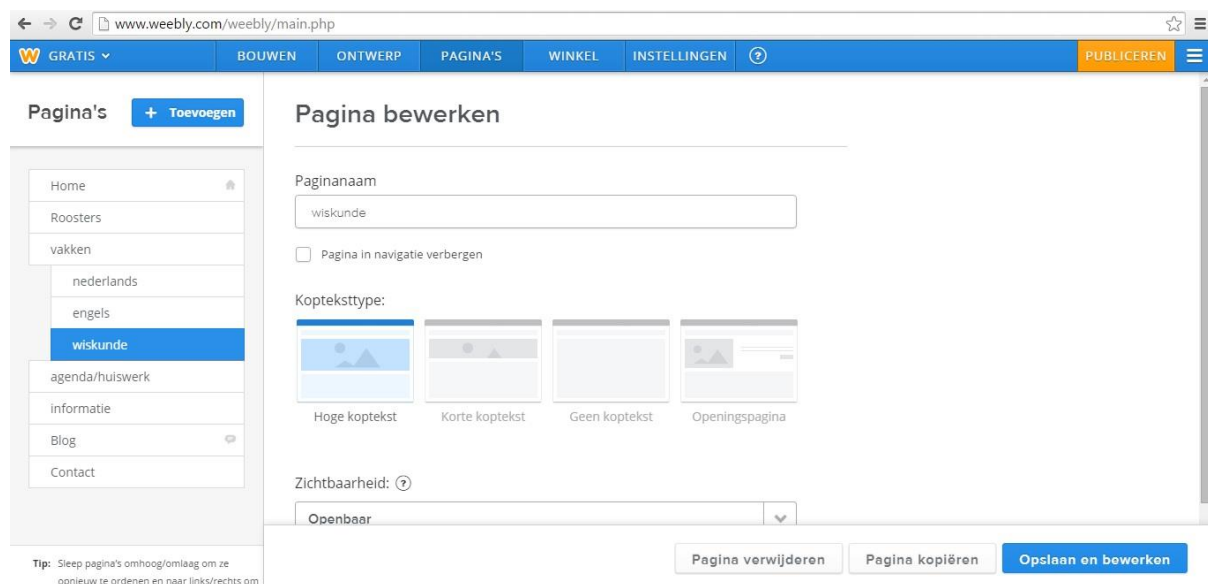 www.weebly.com/weebly/main.php
W GRATIS BOUWEN ONTWERP PAGINA'S WINKEL INSTELLINGEN ? PUBLICEREN
Pagina's
+ Toevoegen
Home
Roosters
vakken
nederlands
engels
wiskunde
agenda/huiswerk
informatie
Blog
Contact
Tip: Sleep pagina's omhoog/omlaag om ze
opnieuw te ordenen en naar links/rechts om
Pagina bewerken
Paginanaam
wiskunde
Pagina in navigatie verbergen
Kopteksttype:
Hoge koptekst Korte koptekst Geen koptekst Openingspagina
Zichtbaarheid: ?
Openbaar
Pagina verwijderen Pagina kopiëren Opslaan en bewerken